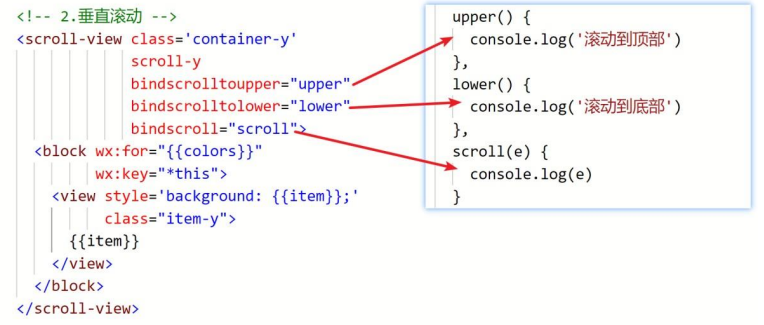 <!-- 2.垂直滚动 -->
<scroll-view class='container-y'
scroll-y
bindscrolltoupper="upper"
bindscrolltolower="lower"
bindscroll="scroll">
<block wx:for="{{colors}}"
wx:key="*this">
<view style='background: {{item}};'
class="item-y">
{{item}}
</view>
</block>
</scroll-view>
upper() {
console.log('滚动到顶部')
},
lower() {
console.log('滚动到底部')
},
scroll(e) {
console.log(e)
}